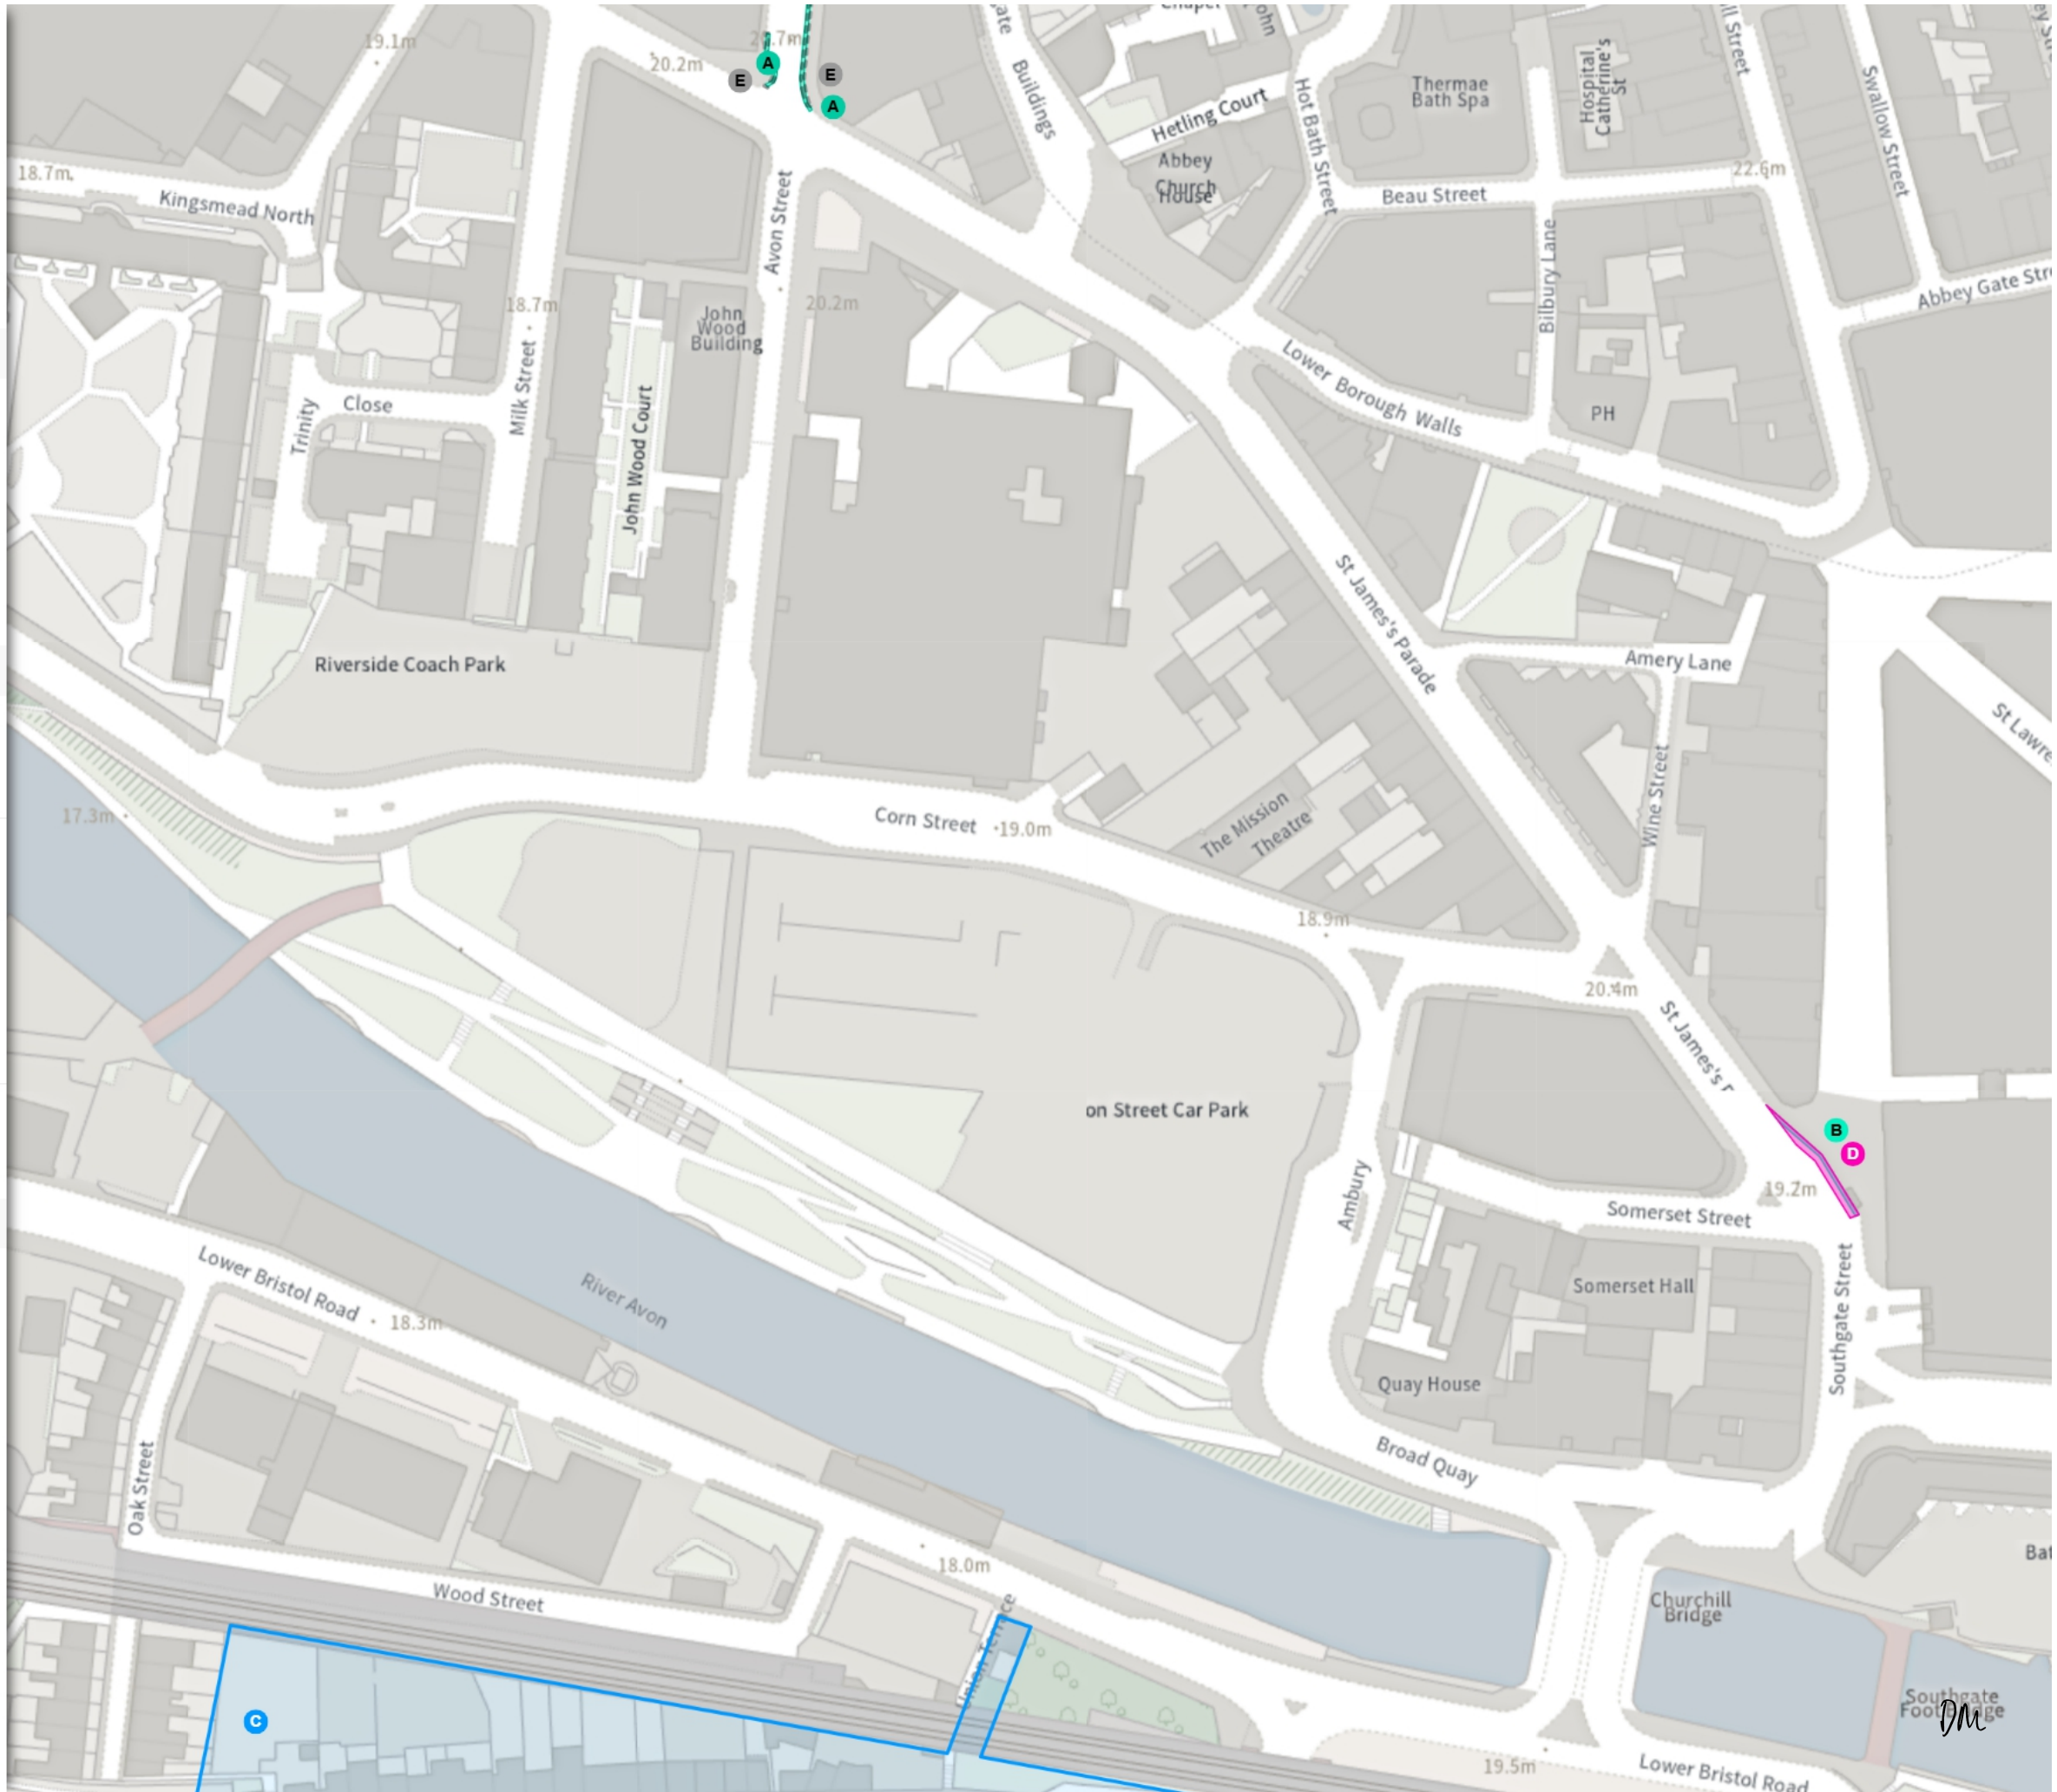 19.1m
20.2m
A
E
E
A
Buildings
Hetling Court
Hot Bath Street
Thermae
Bath Spa
Hospital
St
Catherine's
Swallow Street
18.7m
Kingsmead North
Avon Street
Abbey
Church
House
Beau Street
22.6m
Bilbury Lane
18.7m
John
Wood
Building
20.2m
Milk Street
Trinity
Close
John Wood Court
Lower Borough Walls
PH
St James's Parade
Amery Lane
Wine Street
Riverside Coach Park
17.3m
Corn Street
19.0m
The Mission
Theatre
18.9m
20.4m
St James's
on Street Car Park
B
D
19.2m
Ambury
Somerset Street
Somerset Hall
Southgate Street
Lower Bristol Road
18.3m
River Avon
Quay House
Broad Quay
Oak Street
Wood Street
18.0m
Union Terrace
Churchill
Bridge
C
Southgate
Foot Bridge
DM
19.5m
Lower Bristol Road